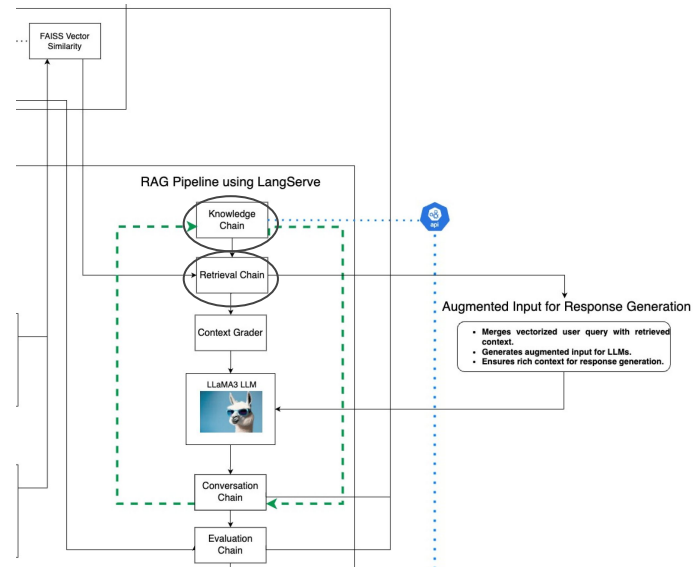 FAISS Vector
Similarity
RAG Pipeline using LangServe
Knowledge
Chain
api
Retrieval Chain
Augmented Input for Response Generation
• Merges vectorized user query with retrieved
context.
• Generates augmented input for LLMs.
• Ensures rich context for response generation.
Context Grader
LLaMA3 LLM
Conversation
Chain
Evaluation
Chain